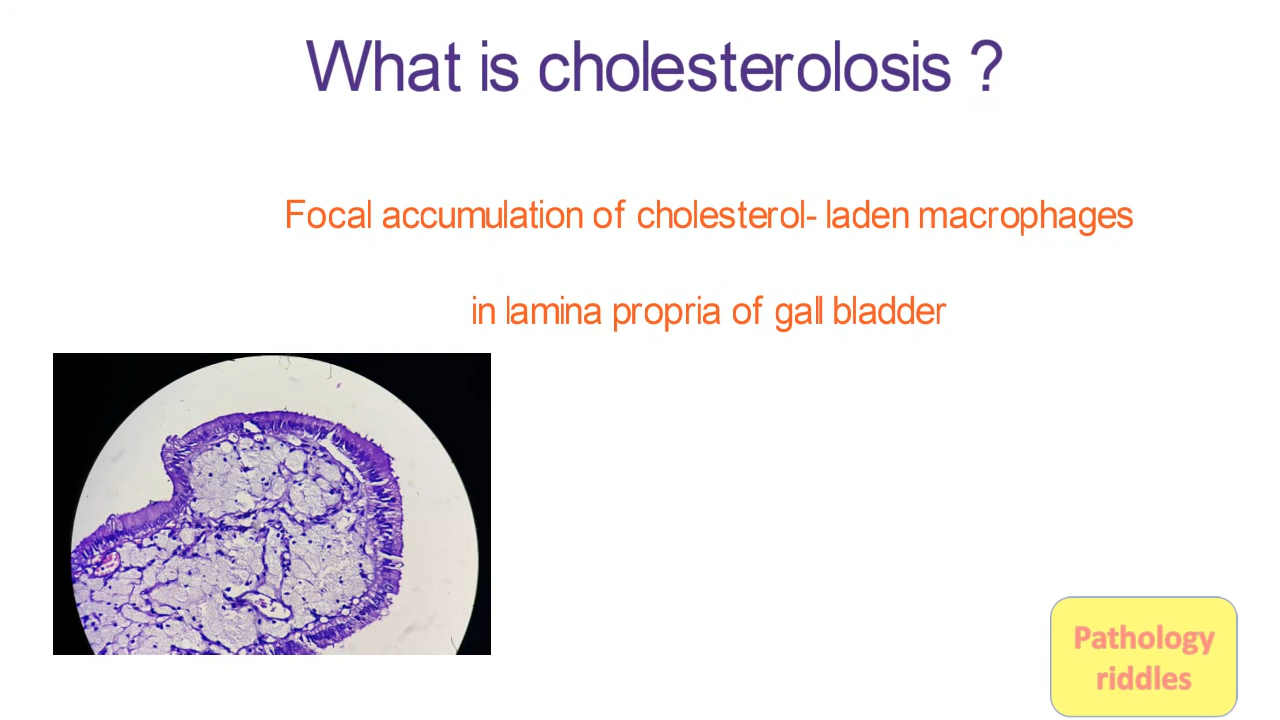 What is cholesterolosis ?
Focal accumulation of cholesterol- laden macrophages
in lamina propria of gall bladder
Pathology
riddles